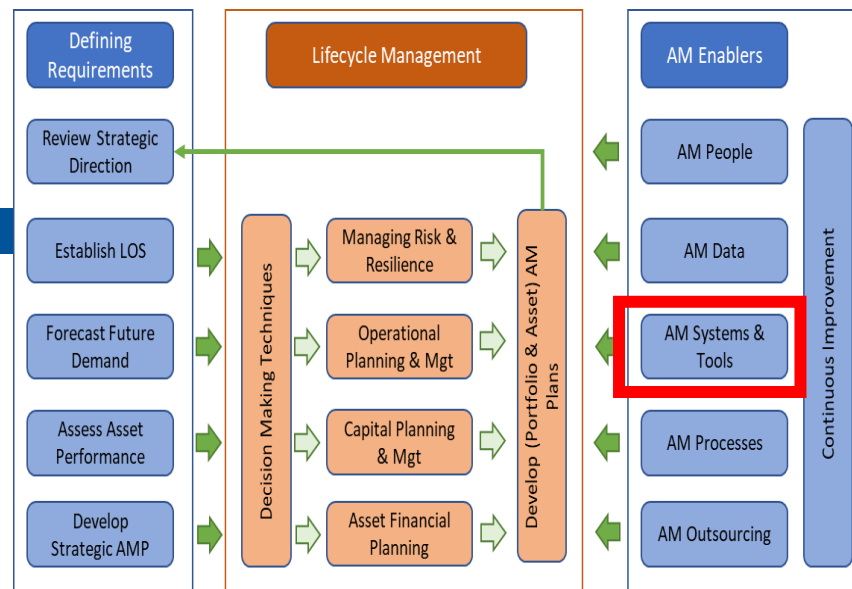 Defining
Requirements
Lifecycle Management
AM Enablers
Review Strategic
Direction
Establish LOS
Forecast Future
Demand
Assess Asset
Performance
Develop
Strategic AMP
Decision Making Techniques
Managing Risk &
Resilience
Operational
Planning & Mgt
Capital Planning
& Mgt
Asset Financial
Planning
Develop (Portfolio & Asset) AM
Plans
AM People
AM Data
AM Systems &
Tools
AM Processes
AM Outsourcing
Continuous Improvement